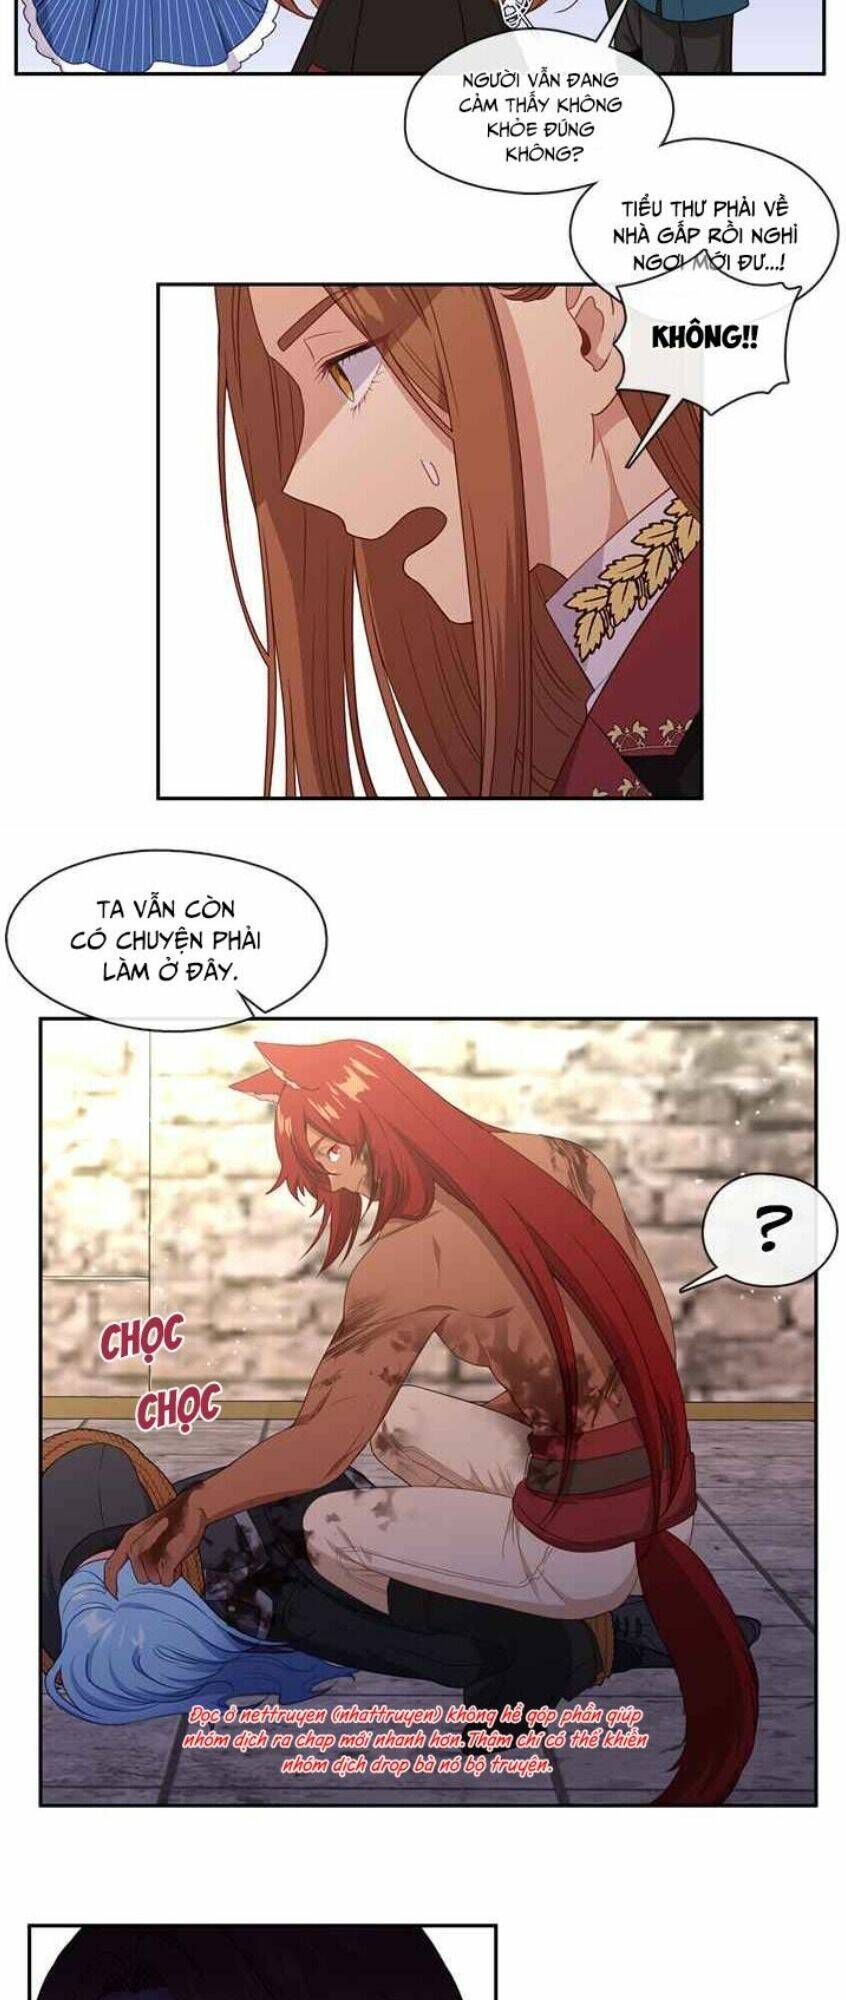 NGƯỜI VẪN ĐANG
CẢM THẤY KHÔNG
KHỎE ĐÚNG
KHÔNG?
TIỂU THƯ PHẢI VỀ
NHÀ GẤP RỒI NGHỈ
NGƠI MỚI ĐƯ...!
KHÔNG!!
TA VẪN CÒN
CÓ CHUYỆN PHẢI
LÀM Ở ĐÂY.
?
CHỌC
CHỌC
Đọc ở nettruyen (nhattruyen) không hề góp phần giúp
nhóm dịch ra chap mới nhanh hơn. Thậm chí có thể khiến
nhóm dịch drop bà nó bộ truyện.